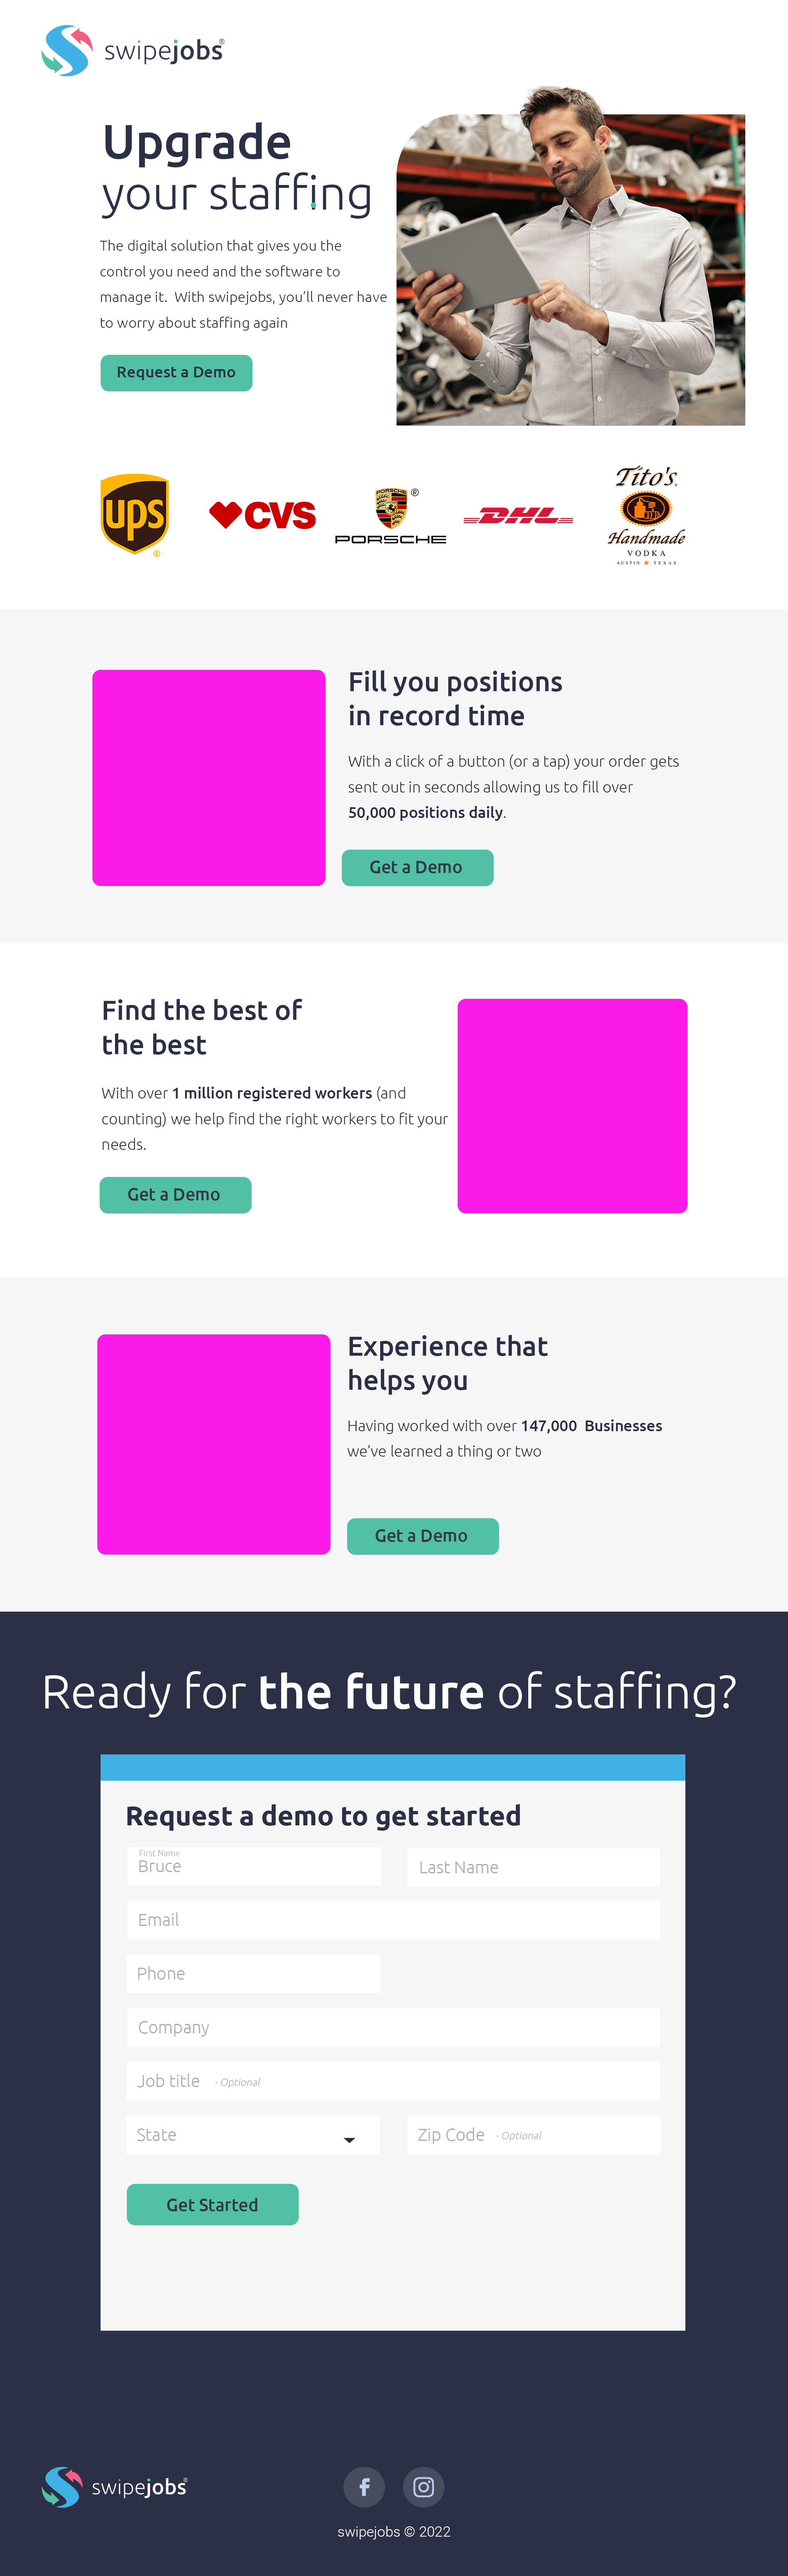 swipejobs®
Upgrade
your staffing
The digital solution that gives you the
control you need and the software to
manage it.  With swipejobs, you'll never have
to worry about staffing again
Request a Demo
ups®
CVS
PORSCHE ®
PORSCHE
DHL
Tito's®
Handmade
VODKA
AUSTIN ★ TEXAS
Fill you positions
in record time
With a click of a button (or a tap) your order gets
sent out in seconds allowing us to fill over
50,000 positions daily.
Get a Demo
Find the best of
the best
With over 1 million registered workers (and
counting) we help find the right workers to fit your
needs.
Get a Demo
Experience that
helps you
Having worked with over 147,000  Businesses
we've learned a thing or two
Get a Demo
Ready for the future of staffing?
Request a demo to get started
First Name
Bruce
Last Name
Email
Phone
Company
Job title - Optional
State
Zip Code - Optional
Get Started
swipejobs®
swipejobs © 2022